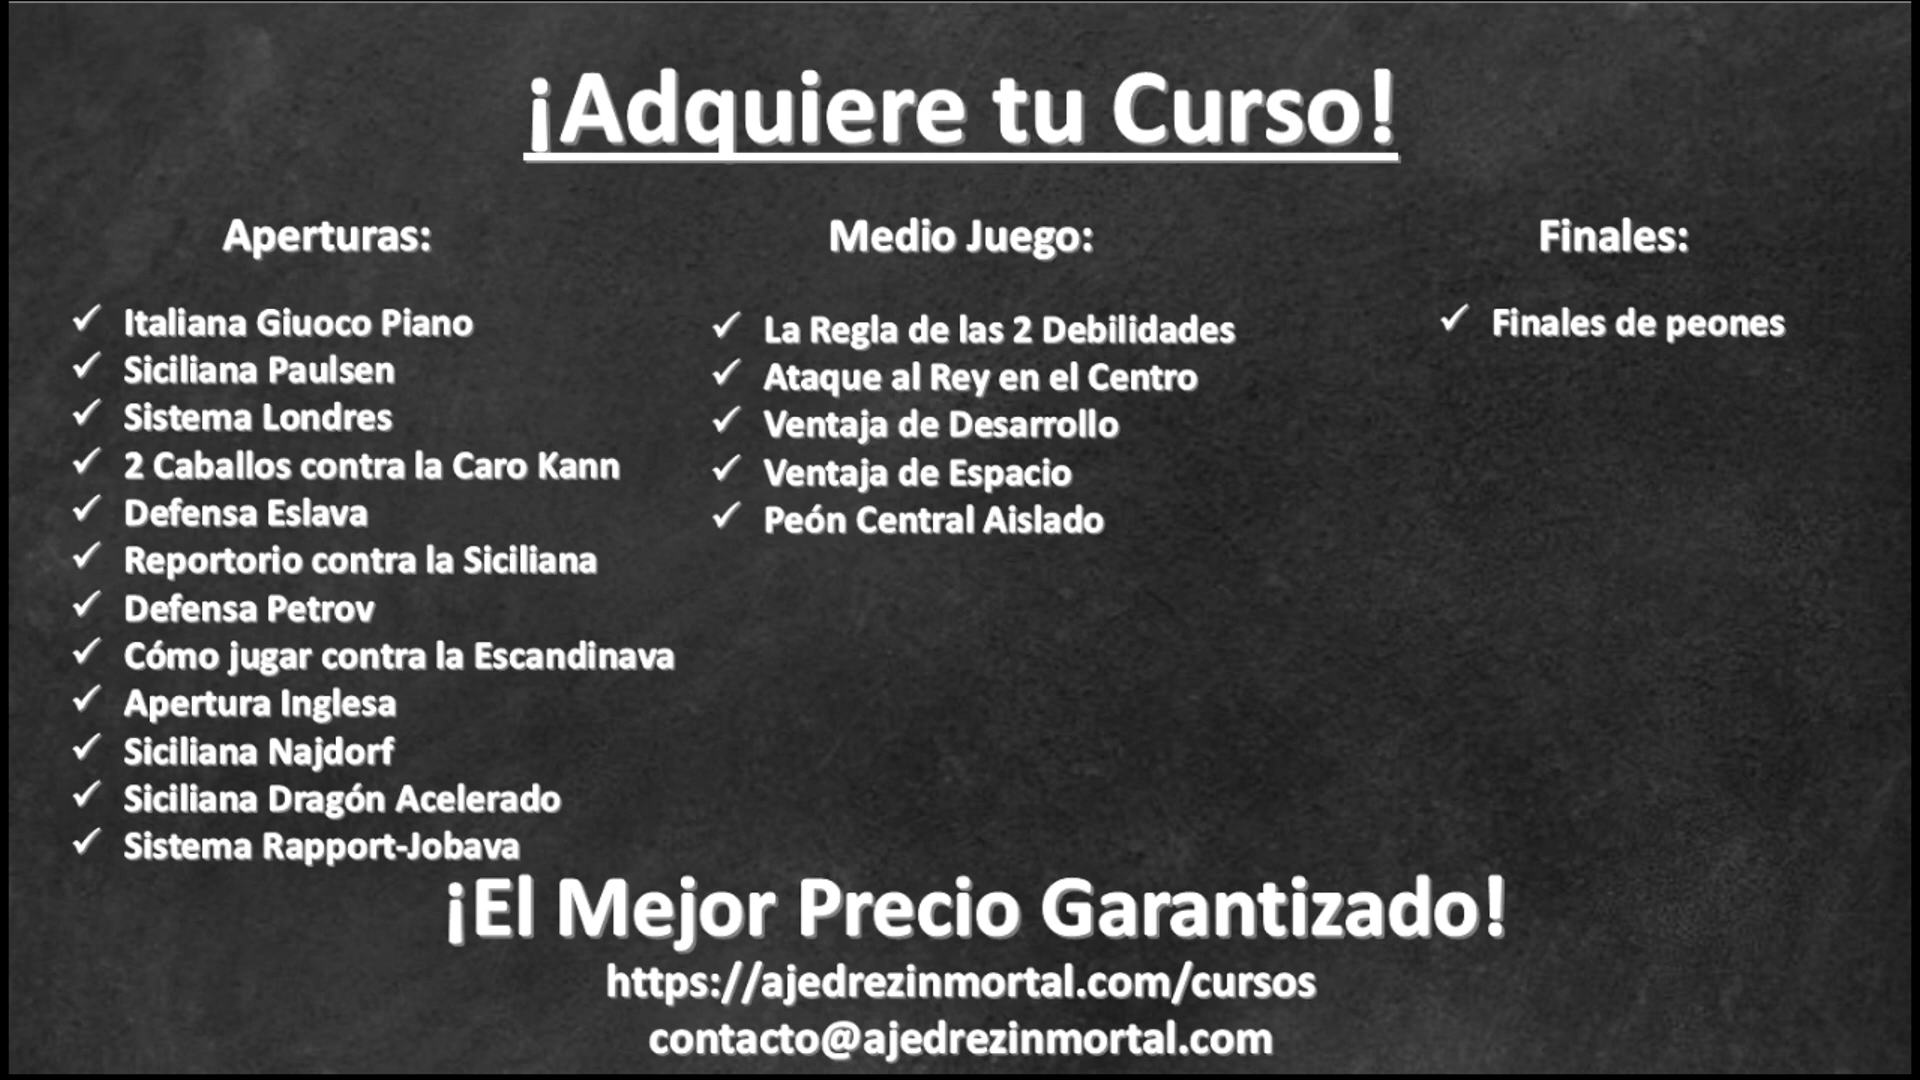 ¡Adquiere tu Curso!
Aperturas:
✓ Italiana Giuoco Piano
✓ Siciliana Paulsen
✓ Sistema Londres
✓ 2 Caballos contra la Caro Kann
✓ Defensa Eslava
✓ Reportorio contra la Siciliana
✓ Defensa Petrov
✓ Cómo jugar contra la Escandinava
✓ Apertura Inglesa
✓ Siciliana Najdorf
✓ Siciliana Dragón Acelerado
✓ Sistema Rapport-Jobava
Medio Juego:
✓ La Regla de las 2 Debilidades
✓ Ataque al Rey en el Centro
✓ Ventaja de Desarrollo
✓ Ventaja de Espacio
✓ Peón Central Aislado
Finales:
✓ Finales de peones
¡El Mejor Precio Garantizado!
https://ajedrezinmortal.com/cursos
contacto@ajedrezinmortal.com